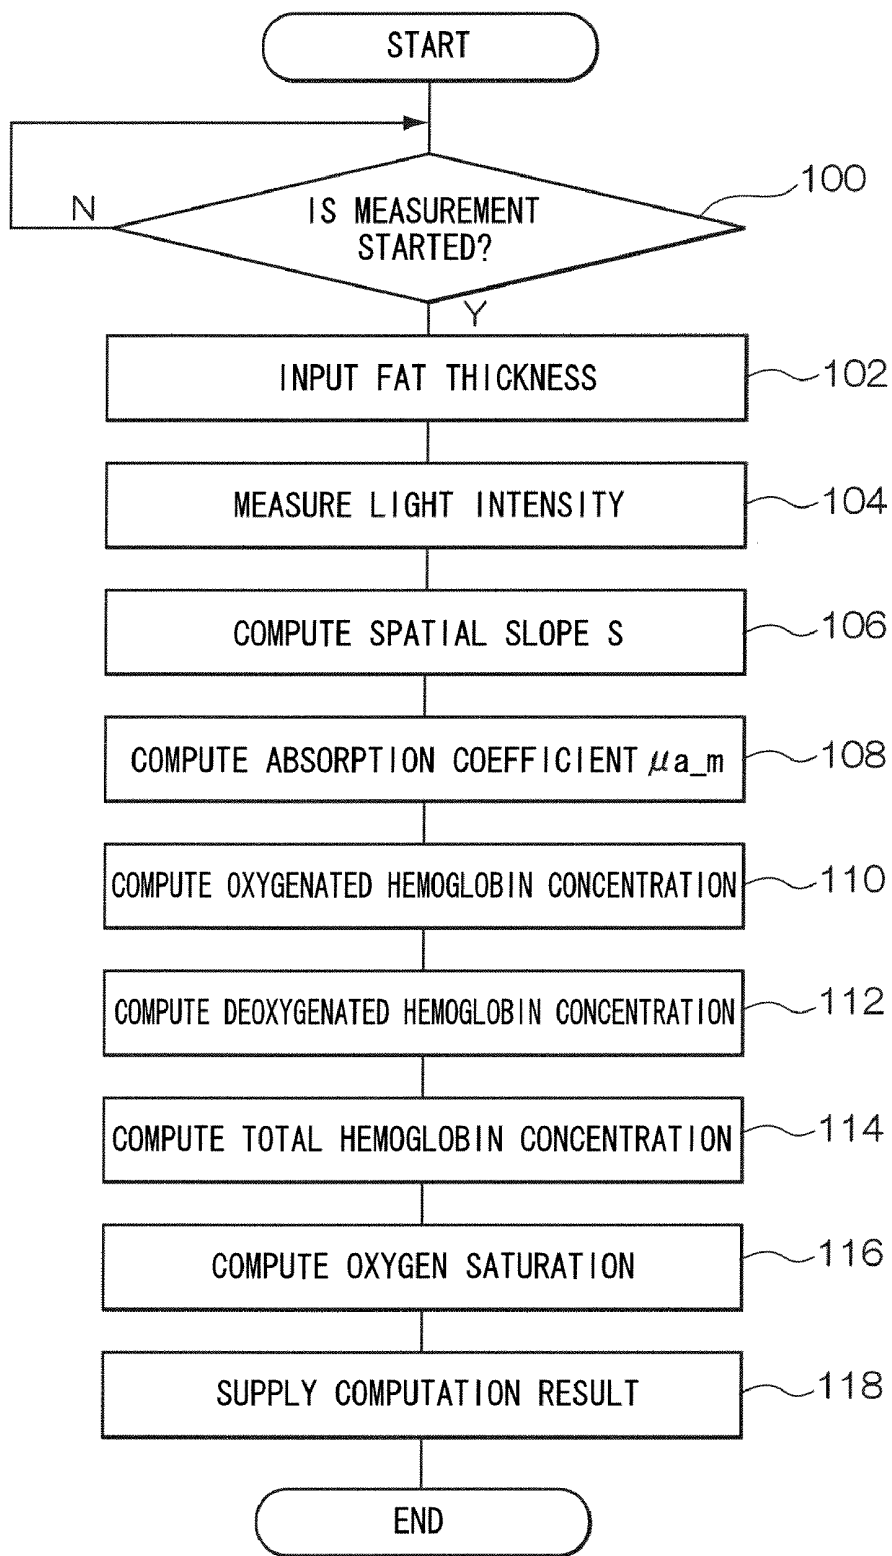 START
N
100
IS MEASUREMENT
STARTED?
Y
INPUT FAT THICKNESS
102
MEASURE LIGHT INTENSITY
104
COMPUTE SPATIAL SLOPE S
106
COMPUTE ABSORPTION COEFFICIENT μa_m
108
COMPUTE OXYGENATED HEMOGLOBIN CONCENTRATION
110
COMPUTE DEOXYGENATED HEMOGLOBIN CONCENTRATION
112
COMPUTE TOTAL HEMOGLOBIN CONCENTRATION
114
COMPUTE OXYGEN SATURATION
116
SUPPLY COMPUTATION RESULT
118
END